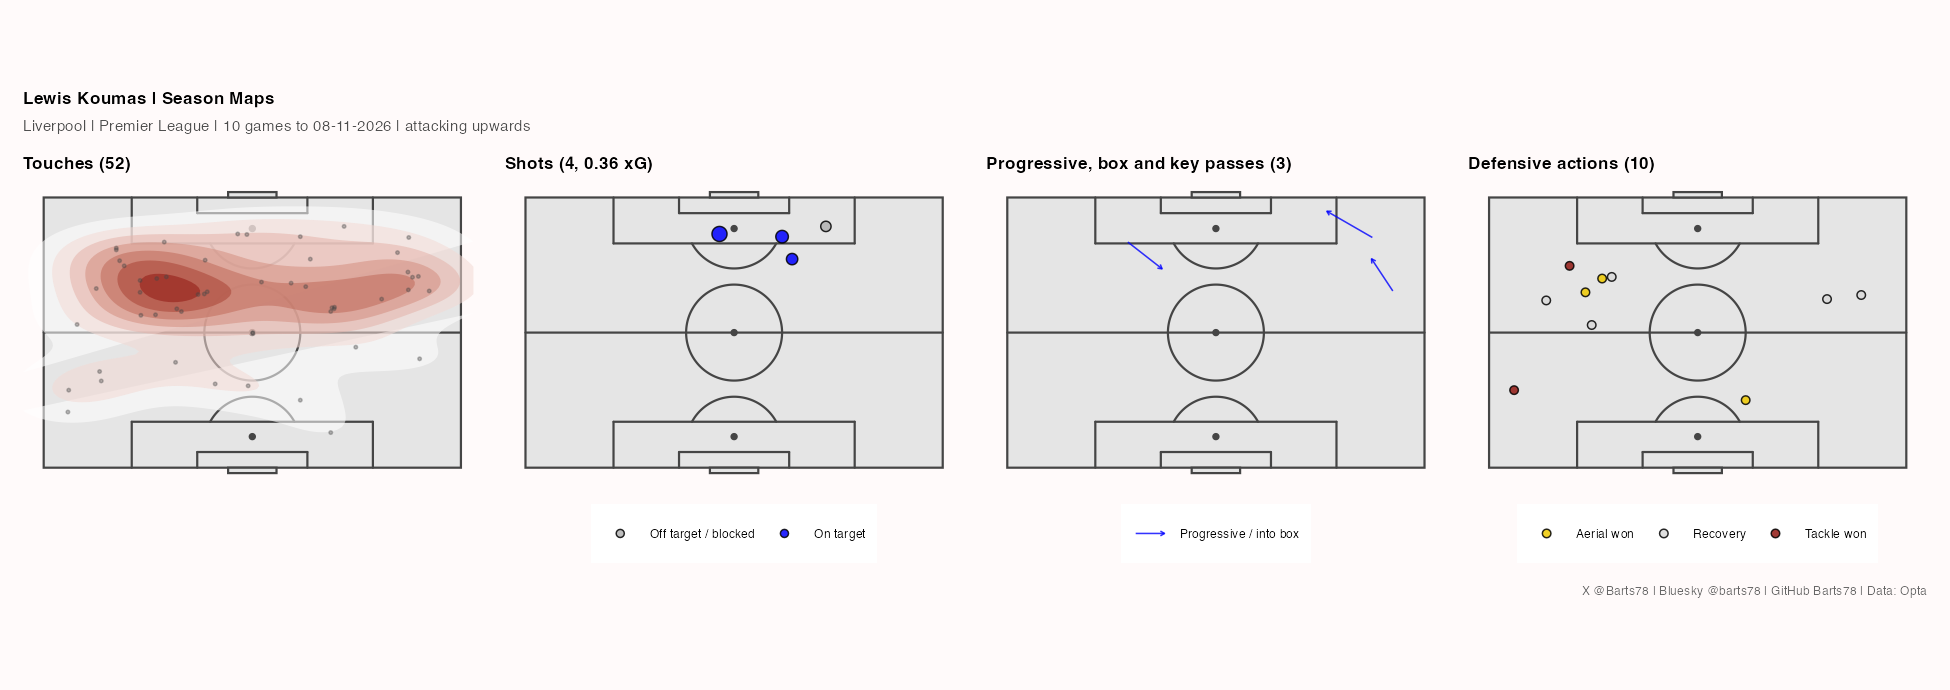 Lewis Koumas | Season Maps
Liverpool | Premier League | 10 games to 08-11-2026 | attacking upwards
Touches (52)
Shots (4, 0.36 xG)
Progressive, box and key passes (3)
Defensive actions (10)
Off target / blocked
On target
Progressive / into box
Aerial won
Recovery
Tackle won
X @Barts78 | Bluesky @barts78 | GitHub Barts78 | Data: Opta